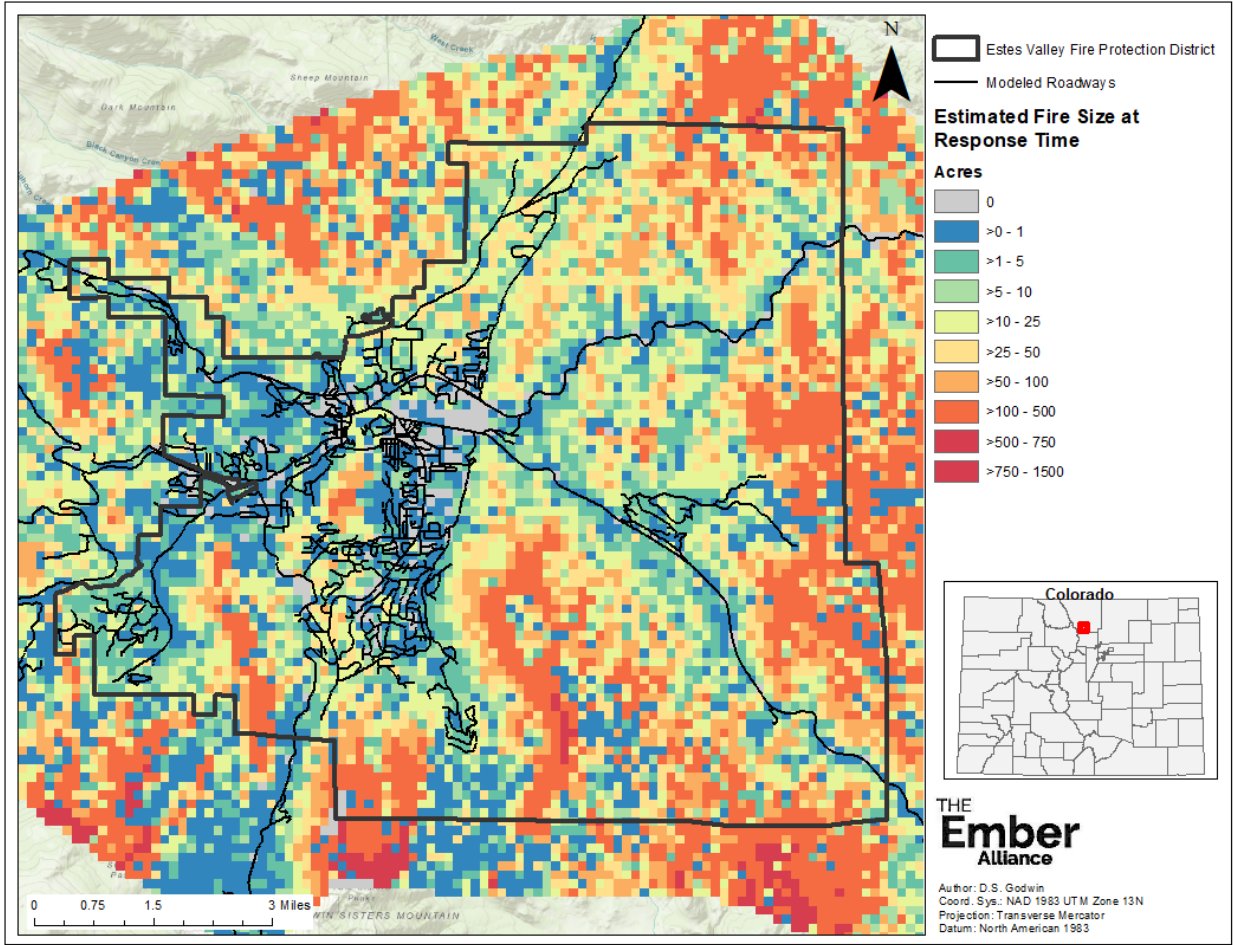 West Creek
Sheep Mountain
Dark Mountain
Black Canyon Creek
N
Estes Valley Fire Protection District
Modeled Roadways
Estimated Fire Size at
Response Time
Acres
0
>0 - 1
>1 - 5
>5 - 10
>10 - 25
>25 - 50
>50 - 100
>100 - 500
>500 - 750
>750 - 1500
Colorado
THE
Ember
Alliance
Author: D.S. Godwin
Coord. Sys.: NAD 1983 UTM Zone 13N
Projection: Transverse Mercator
Datum: North American 1983
0 0.75 1.5 3 Miles
WIN SISTERS MOUNTAIN